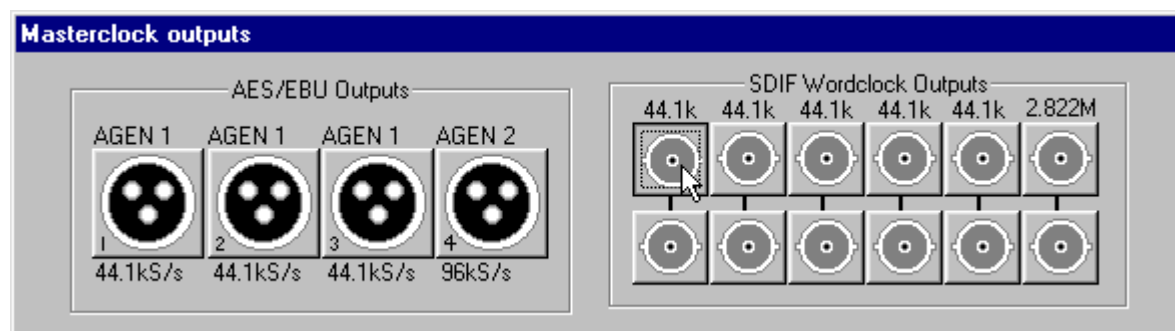 Masterclock outputs
AES/EBU Outputs
AGEN 1 AGEN 1 AGEN 1 AGEN 2
1 2 3 4
44.1kS/s 44.1kS/s 44.1kS/s 96kS/s
SDIF Wordclock Outputs
44.1k 44.1k 44.1k 44.1k 44.1k 2.822M